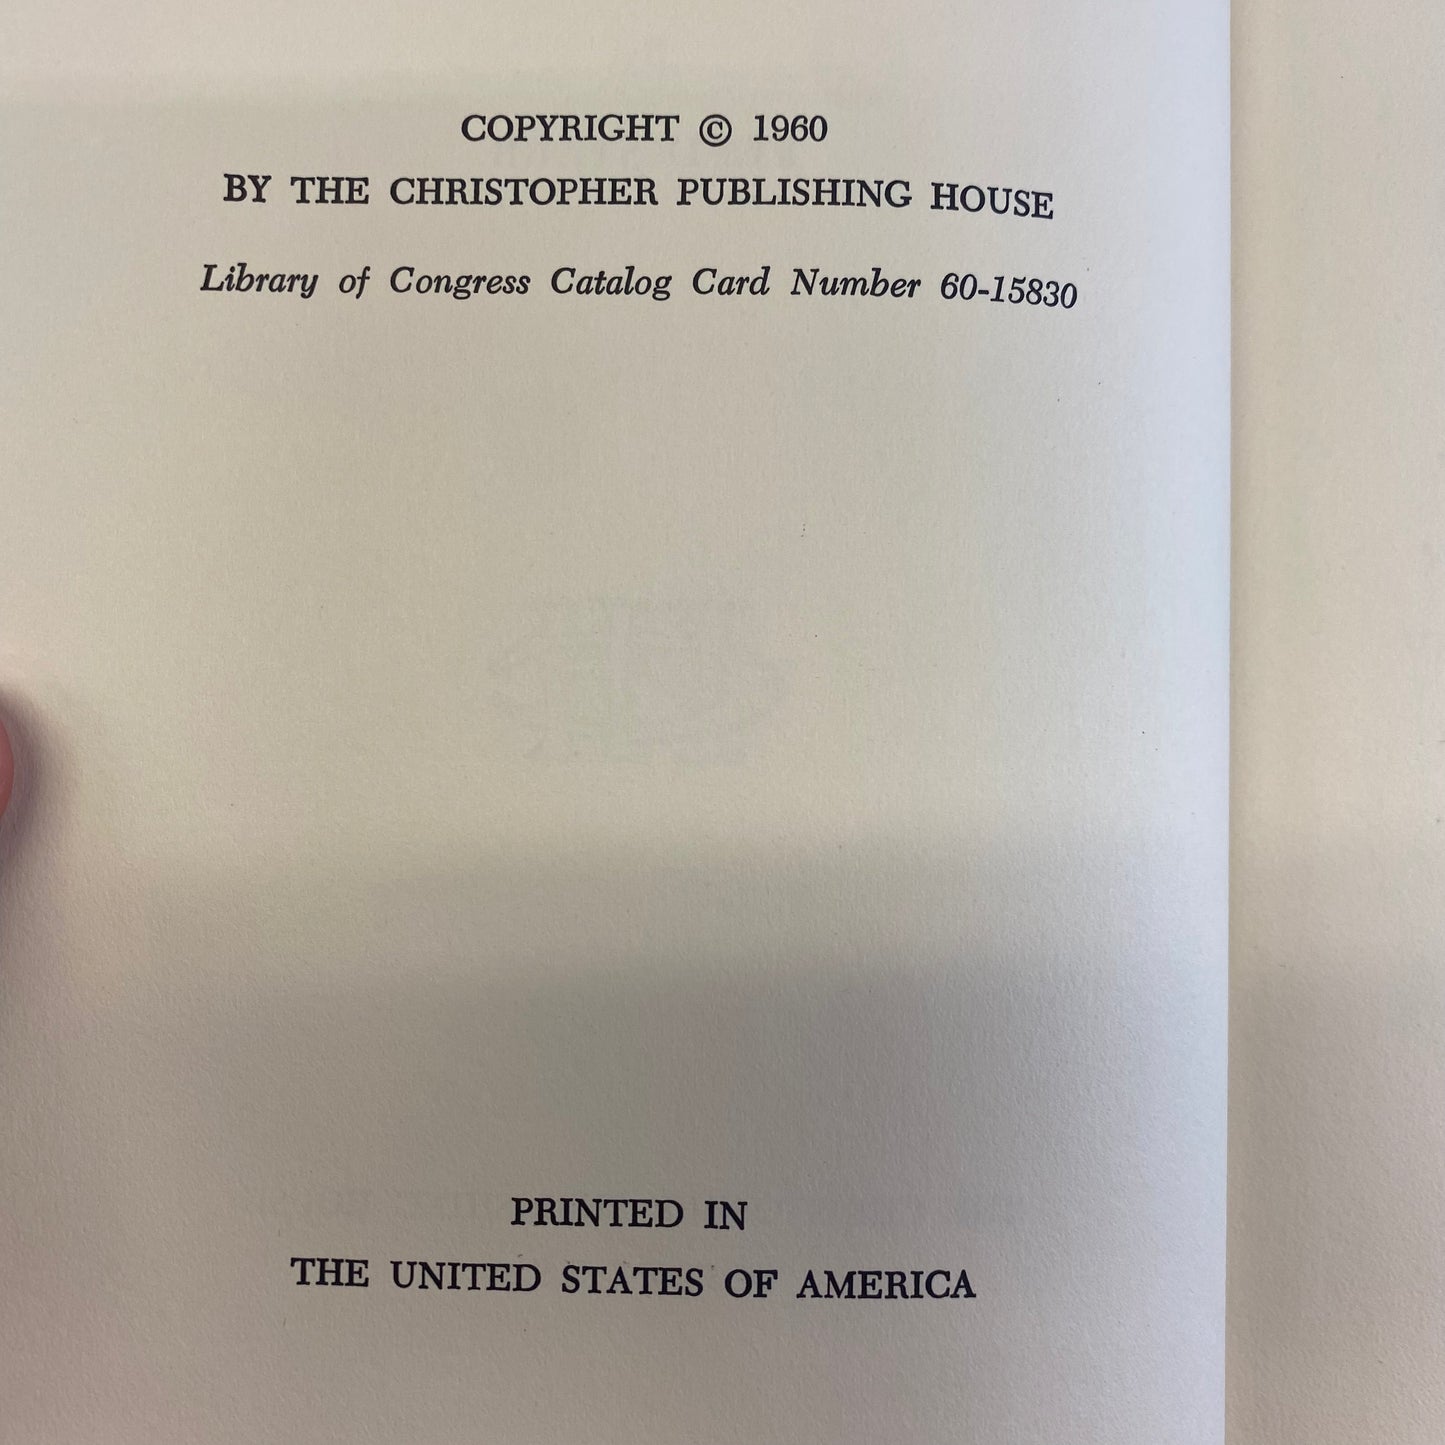 COPYRIGHT © 1960
BY THE CHRISTOPHER PUBLISHING HOUSE
Library of Congress Catalog Card Number 60-15830
PRINTED IN
THE UNITED STATES OF AMERICA